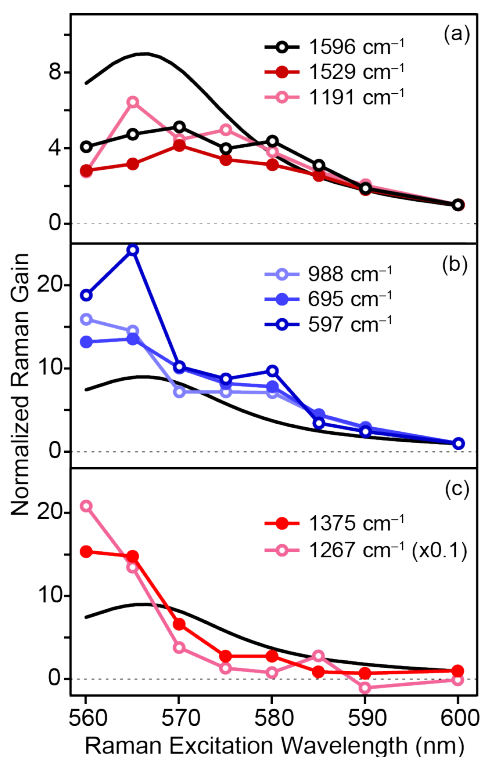 (a)
1596 cm⁻¹
1529 cm⁻¹
1191 cm⁻¹
8
4
0
(b)
988 cm⁻¹
695 cm⁻¹
597 cm⁻¹
20
10
0
Normalized Raman Gain
(c)
1375 cm⁻¹
1267 cm⁻¹ (x0.1)
20
10
0
560 570 580 590 600
Raman Excitation Wavelength (nm)